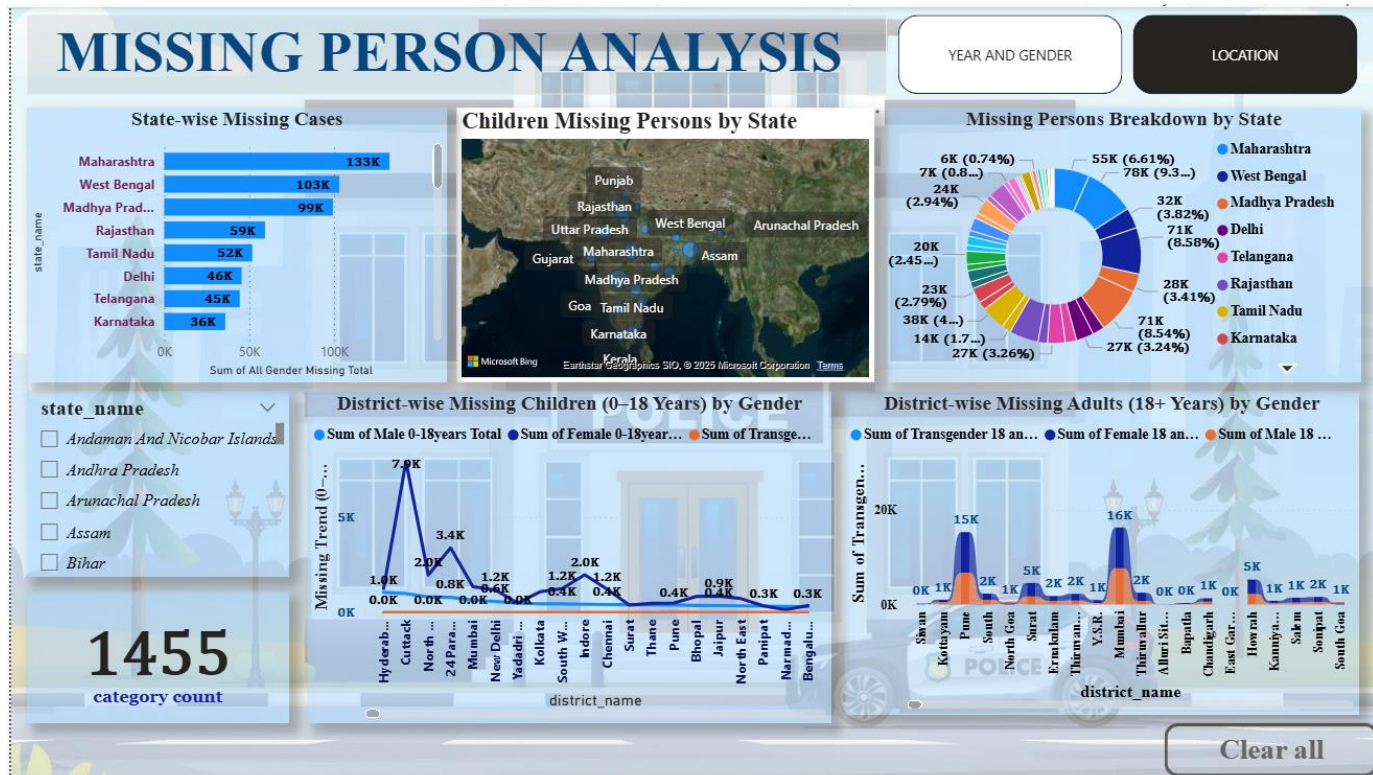 MISSING PERSON ANALYSIS
YEAR AND GENDER
LOCATION
State-wise Missing Cases
state_name
Maharashtra 133K
West Bengal 103K
Madhya Prad... 99K
Rajasthan 59K
Tamil Nadu 52K
Delhi 46K
Telangana 45K
Karnataka 36K
0K 50K 100K
Sum of All Gender Missing Total
Children Missing Persons by State
Punjab
Rajasthan
Uttar Pradesh
West Bengal
Arunachal Pradesh
Gujarat
Maharashtra
Assam
Madhya Pradesh
Goa
Tamil Nadu
Karnataka
Kerala
Microsoft Bing
Earthstar Geographics SIO, © 2025 Microsoft Corporation Terms
Missing Persons Breakdown by State
6K (0.74%)
7K (0.8...)
24K
(2.94%)
20K
(2.45...)
23K
(2.79%)
38K (4...)
14K (1.7...)
27K (3.26%)
55K (6.61%)
78K (9.3...)
32K
(3.82%)
71K
(8.58%)
28K
(3.41%)
71K
(8.54%)
27K (3.24%)
Maharashtra
West Bengal
Madhya Pradesh
Delhi
Telangana
Rajasthan
Tamil Nadu
Karnataka
state_name
Andaman And Nicobar Islands
Andhra Pradesh
Arunachal Pradesh
Assam
Bihar
1455
category count
District-wise Missing Children (0–18 Years) by Gender
Sum of Male 0-18years Total
Sum of Female 0-18year...
Sum of Transge...
Missing Trend (0–...
5K
0K
1.0K
0.0K
7.9K
2.0K
0.0K
3.4K
0.8K
0.0K
1.2K
0.6K
0.0K
0.0K
1.2K
0.4K
2.0K
1.2K
0.4K
0.4K
0.9K
0.4K
0.3K
0.3K
Hyderab...
Cuttack
North ...
24 Para...
Mumbai
New Delhi
Yadadri ...
Kolkata
South W...
Indore
Chennai
Surat
Thane
Pune
Bhopal
Jaipur
North East
Panipat
Narmad...
Bengalu...
district_name
District-wise Missing Adults (18+ Years) by Gender
Sum of Transgender 18 an...
Sum of Female 18 an...
Sum of Male 18 ...
Sum of Transgen...
20K
0K
0K
1K
15K
2K
1K
5K
2K
2K
1K
16K
2K
0K
0K
1K
0K
5K
1K
1K
2K
1K
Siwan
Kottayam
Pune
South
North Goa
Surat
Ernakulam
Thiruvan...
Y.S.R.
Mumbai
Thiruvallur
Alluri Sit...
Bapatla
Chandigarh
East Gar...
Howrah
Kanniya...
Salem
Sonipat
South Goa
district_name
POLICE
POLICE
Clear all